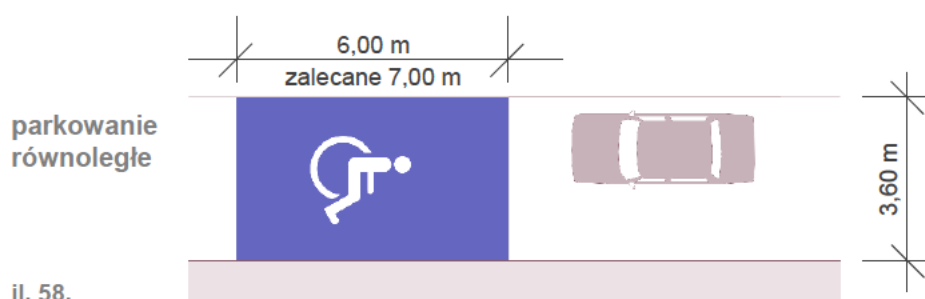 6,00 m
zalecane 7,00 m
parkowanie
równoległe
3,60 m
il. 58.